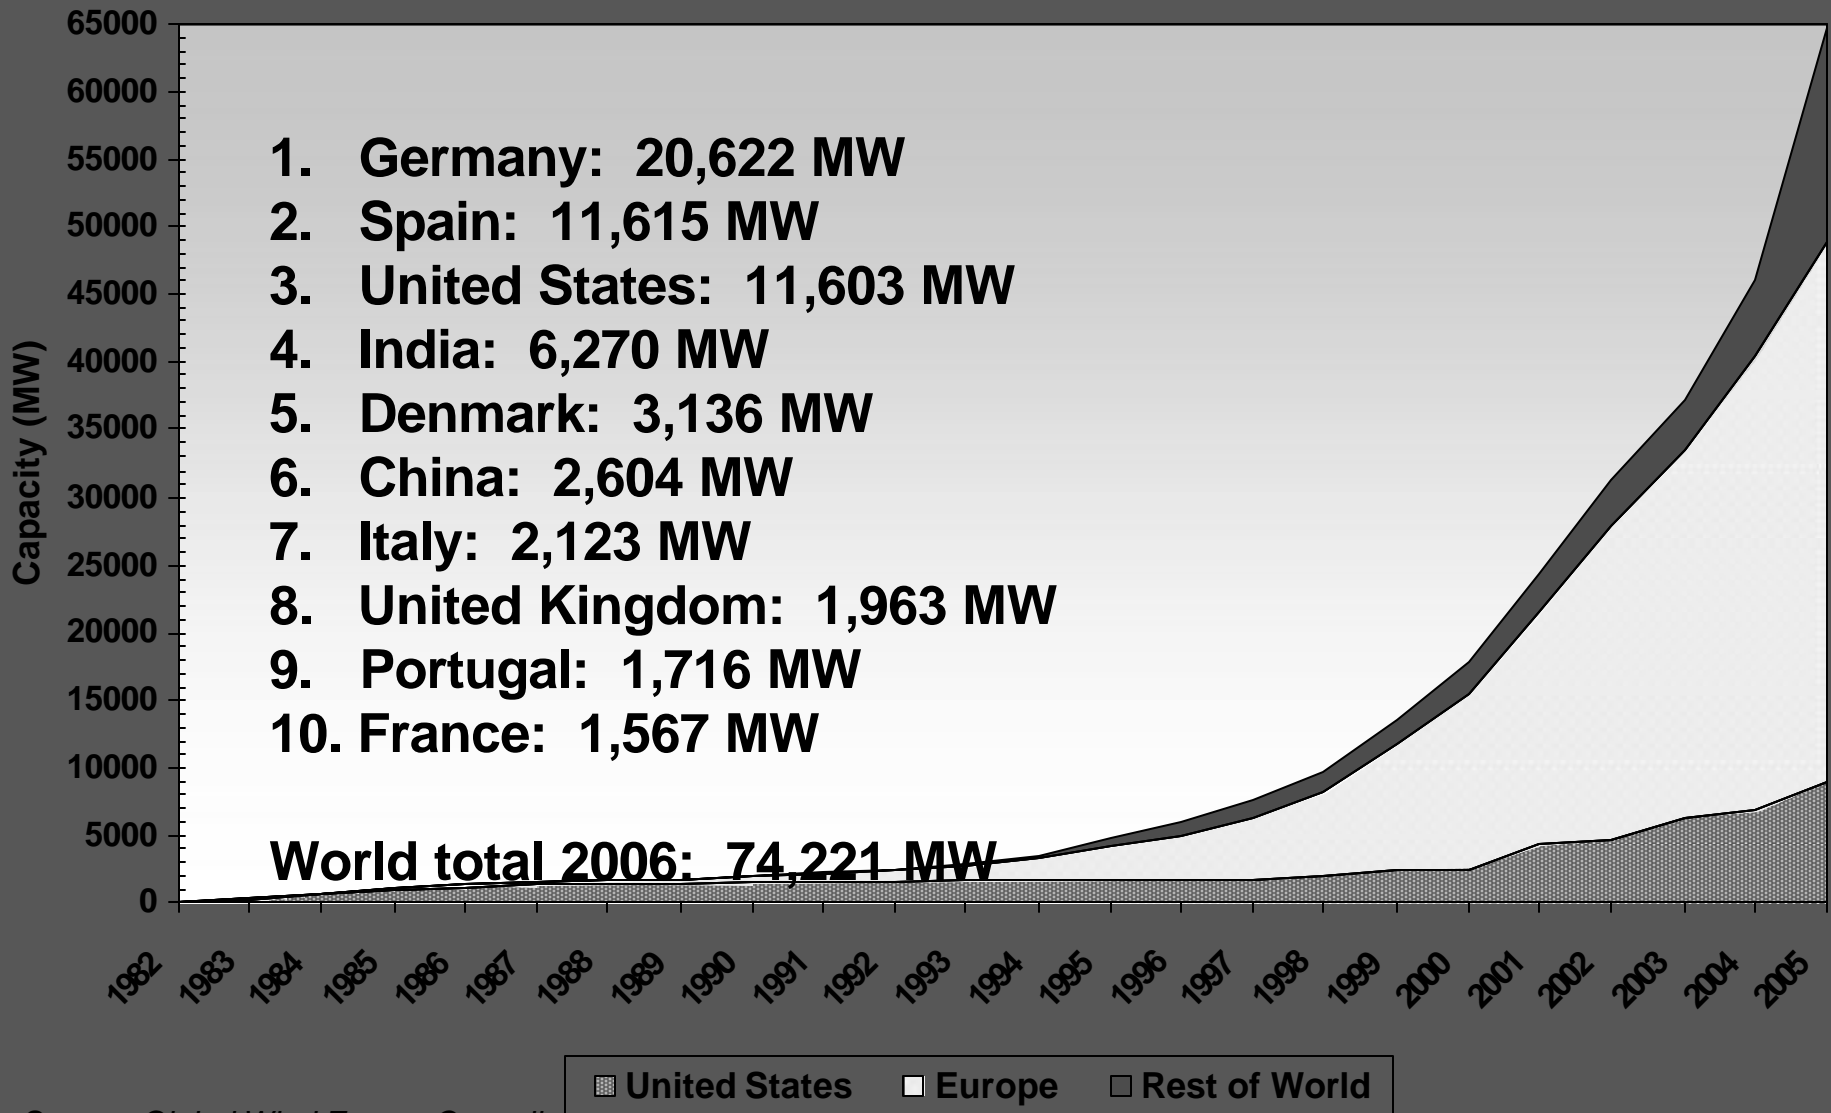 65000
60000
55000
50000
45000
40000
35000
30000
25000
20000
15000
10000
5000
0
Capacity (MW)
1. Germany: 20,622 MW
2. Spain: 11,615 MW
3. United States: 11,603 MW
4. India: 6,270 MW
5. Denmark: 3,136 MW
6. China: 2,604 MW
7. Italy: 2,123 MW
8. United Kingdom: 1,963 MW
9. Portugal: 1,716 MW
10. France: 1,567 MW
World total 2006: 74,221 MW
1982 1983 1984 1985 1986 1987 1988 1989 1990 1991 1992 1993 1994 1995 1996 1997 1998 1999 2000 2001 2002 2003 2004 2005
United States Europe Rest of World